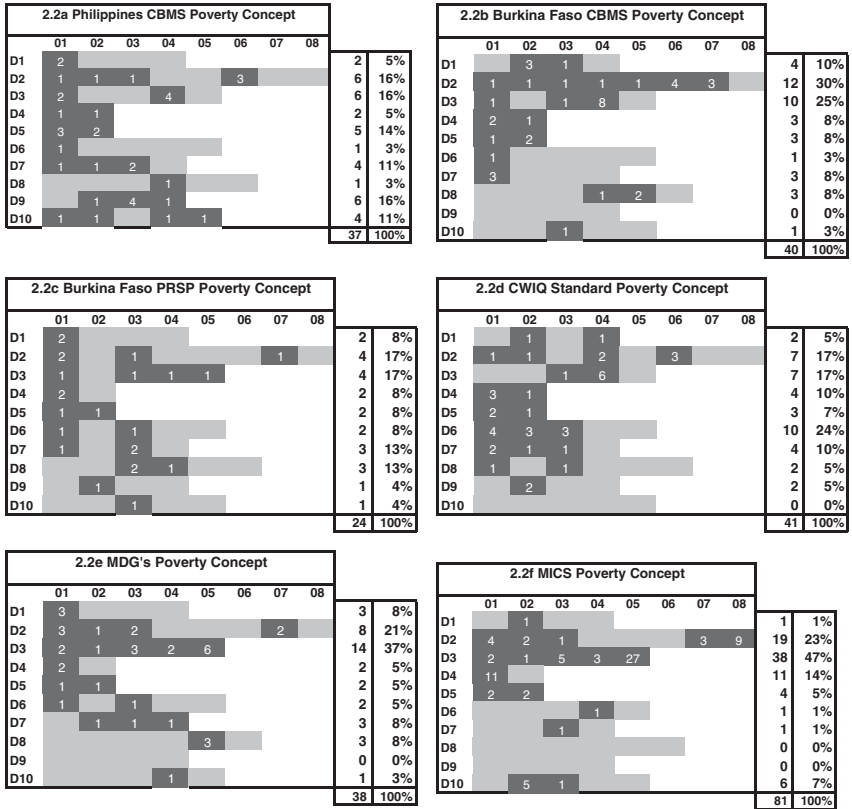 2.2a Philippines CBMS Poverty Concept
01 02 03 04 05 06 07 08
D1 2 2 5%
D2 1 1 1 3 6 16%
D3 2 4 6 16%
D4 1 1 2 5%
D5 3 2 5 14%
D6 1 1 3%
D7 1 1 2 4 11%
D8 1 1 3%
D9 1 4 1 6 16%
D10 1 1 1 1 4 11%
37 100%
2.2b Burkina Faso CBMS Poverty Concept
01 02 03 04 05 06 07 08
D1 3 1 4 10%
D2 1 1 1 1 1 4 3 12 30%
D3 1 1 8 10 25%
D4 2 1 3 8%
D5 1 2 3 8%
D6 1 1 3%
D7 3 3 8%
D8 1 2 3 8%
D9 0 0%
D10 1 1 3%
40 100%
2.2c Burkina Faso PRSP Poverty Concept
01 02 03 04 05 06 07 08
D1 2 2 8%
D2 2 1 1 4 17%
D3 1 1 1 1 4 17%
D4 2 2 8%
D5 1 1 2 8%
D6 1 1 2 8%
D7 1 2 3 13%
D8 2 1 3 13%
D9 1 1 4%
D10 1 1 4%
24 100%
2.2d CWIQ Standard Poverty Concept
01 02 03 04 05 06 07 08
D1 1 1 2 5%
D2 1 1 2 3 7 17%
D3 1 6 7 17%
D4 3 1 4 10%
D5 2 1 3 7%
D6 4 3 3 10 24%
D7 2 1 1 4 10%
D8 1 1 2 5%
D9 2 2 5%
D10 0 0%
41 100%
2.2e MDG's Poverty Concept
01 02 03 04 05 06 07 08
D1 3 3 8%
D2 3 1 2 2 8 21%
D3 2 1 3 2 6 14 37%
D4 2 2 5%
D5 1 1 2 5%
D6 1 1 2 5%
D7 1 1 1 3 8%
D8 3 3 8%
D9 0 0%
D10 1 1 3%
38 100%
2.2f MICS Poverty Concept
01 02 03 04 05 06 07 08
D1 1 1 1%
D2 4 2 1 3 9 19 23%
D3 2 1 5 3 27 38 47%
D4 11 11 14%
D5 2 2 4 5%
D6 1 1 1%
D7 1 1 1%
D8 0 0%
D9 0 0%
D10 5 1 6 7%
81 100%